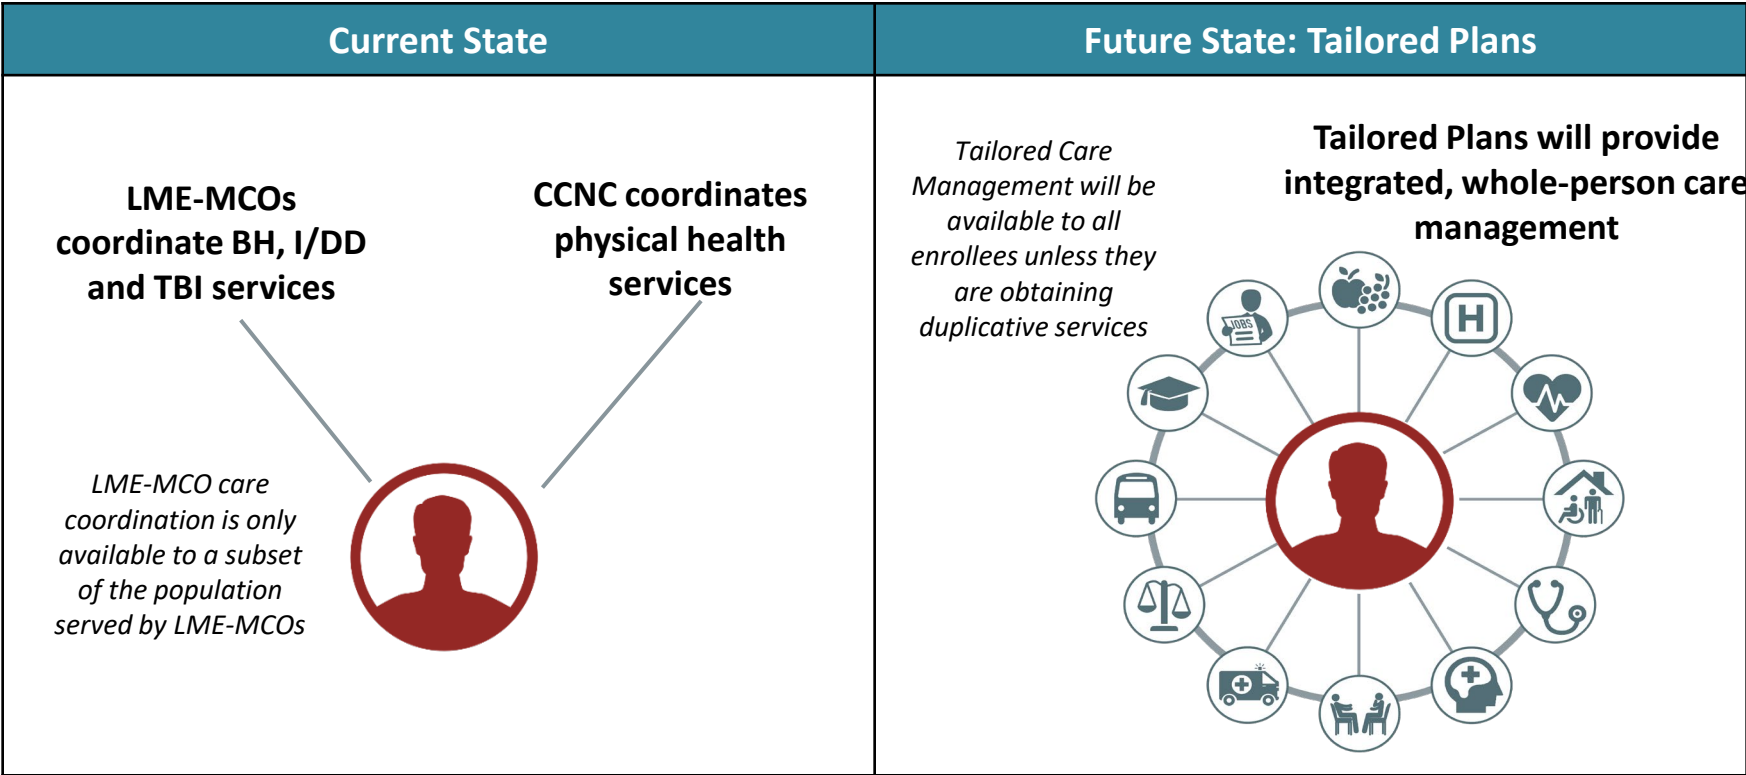 Current State
Future State: Tailored Plans
LME-MCOs
coordinate BH, I/DD
and TBI services
CCNC coordinates
physical health
services
LME-MCO care
coordination is only
available to a subset
of the population
served by LME-MCOs
Tailored Care
Management will be
available to all
enrollees unless they
are obtaining
duplicative services
Tailored Plans will provide
integrated, whole-person care
management
JOBS
H